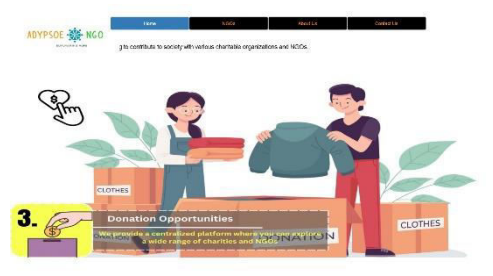 Home
NGOs
About Us
Contact Us
ADYPSOE NGO
g to contribute to society with various charitable organizations and NGOs.
CLOTHES
CLOTHES
DONATION
3.
Donation Opportunities
We provide a centralized platform where you can explore
a wide range of charities and NGOs